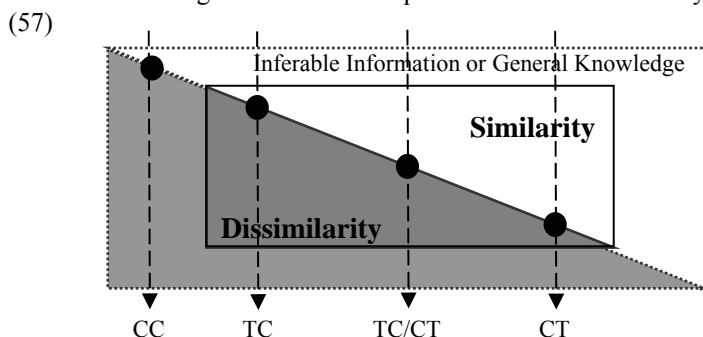 (57)
Inferable Information or General Knowledge
Similarity
Dissimilarity
CC TC TC/CT CT